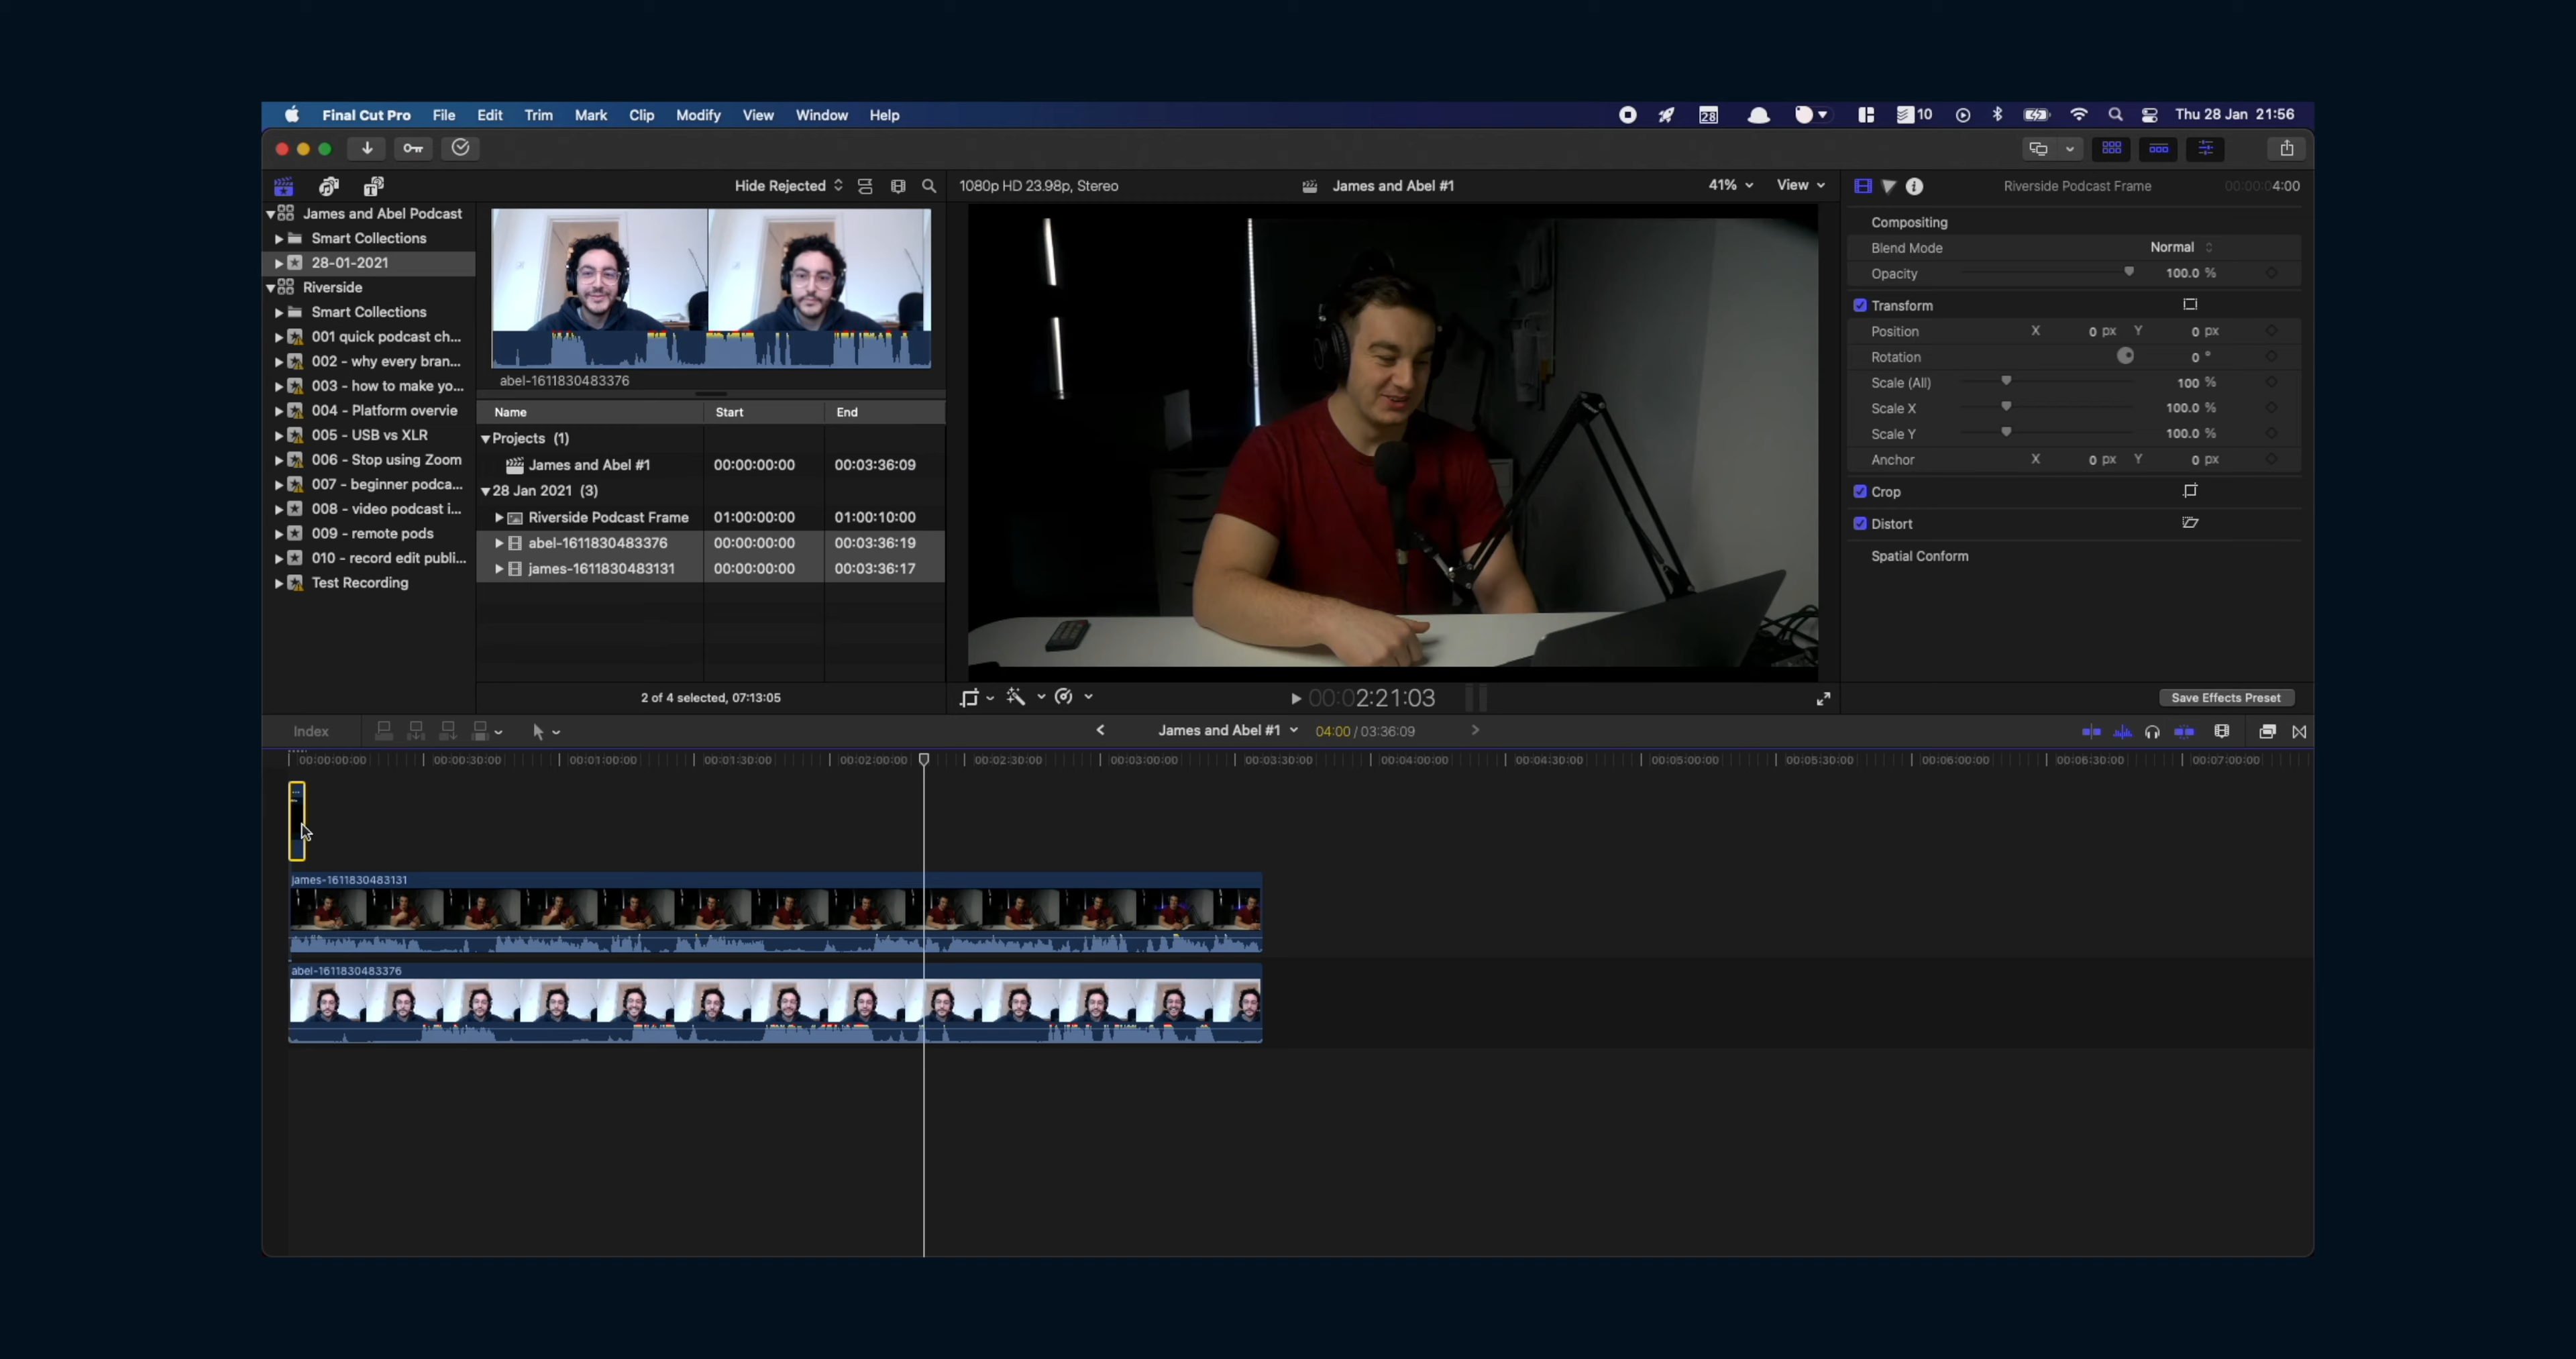 Final Cut Pro File Edit Trim Mark Clip Modify View Window Help
28 10 Thu 28 Jan 21:56
Hide Rejected
1080p HD 23.98p, Stereo James and Abel #1 41% View
Riverside Podcast Frame 00:00:04:00
James and Abel Podcast
Smart Collections
28-01-2021
Riverside
Smart Collections
001 quick podcast ch...
002 - why every bran...
003 - how to make yo...
004 - Platform overvie
005 - USB vs XLR
006 - Stop using Zoom
007 - beginner podca...
008 - video podcast i...
009 - remote pods
010 - record edit publi...
Test Recording
abel-1611830483376
Name Start End
Projects (1)
James and Abel #1 00:00:00:00 00:03:36:09
28 Jan 2021 (3)
Riverside Podcast Frame 01:00:00:00 01:00:10:00
abel-1611830483376 00:00:00:00 00:03:36:19
james-1611830483131 00:00:00:00 00:03:36:17
2 of 4 selected, 07:13:05
Compositing
Blend Mode Normal
Opacity 100.0 %
Transform
Position X 0 px Y 0 px
Rotation 0 °
Scale (All) 100 %
Scale X 100.0 %
Scale Y 100.0 %
Anchor X 0 px Y 0 px
Crop
Distort
Spatial Conform
00:02:21:03
Save Effects Preset
Index
James and Abel #1 04:00 / 03:36:09
00:00:00:00 00:00:30:00 00:01:00:00 00:01:30:00 00:02:00:00 00:02:30:00 00:03:00:00 00:03:30:00 00:04:00:00 00:04:30:00 00:05:00:00 00:05:30:00 00:06:00:00 00:06:30:00 00:07:00:00
james-1611830483131
abel-1611830483376